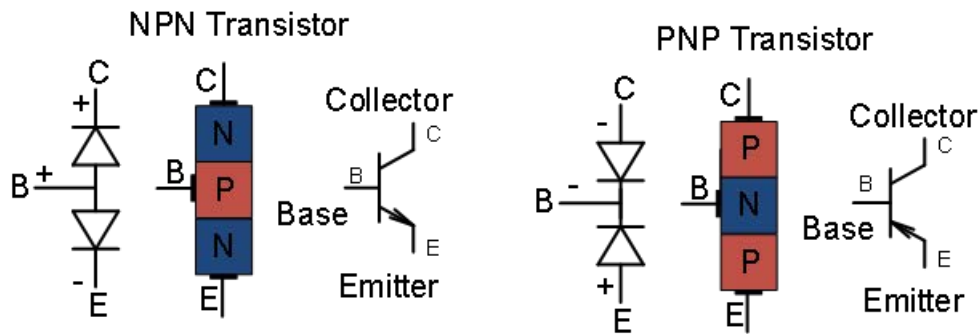 NPN Transistor
C
+
B +
- E
C
N
B P
N
E
Collector
C
B
Base
E
Emitter
PNP Transistor
C
-
B -
+
E
C
P
B N
P
E
Collector
C
B
Base
E
Emitter